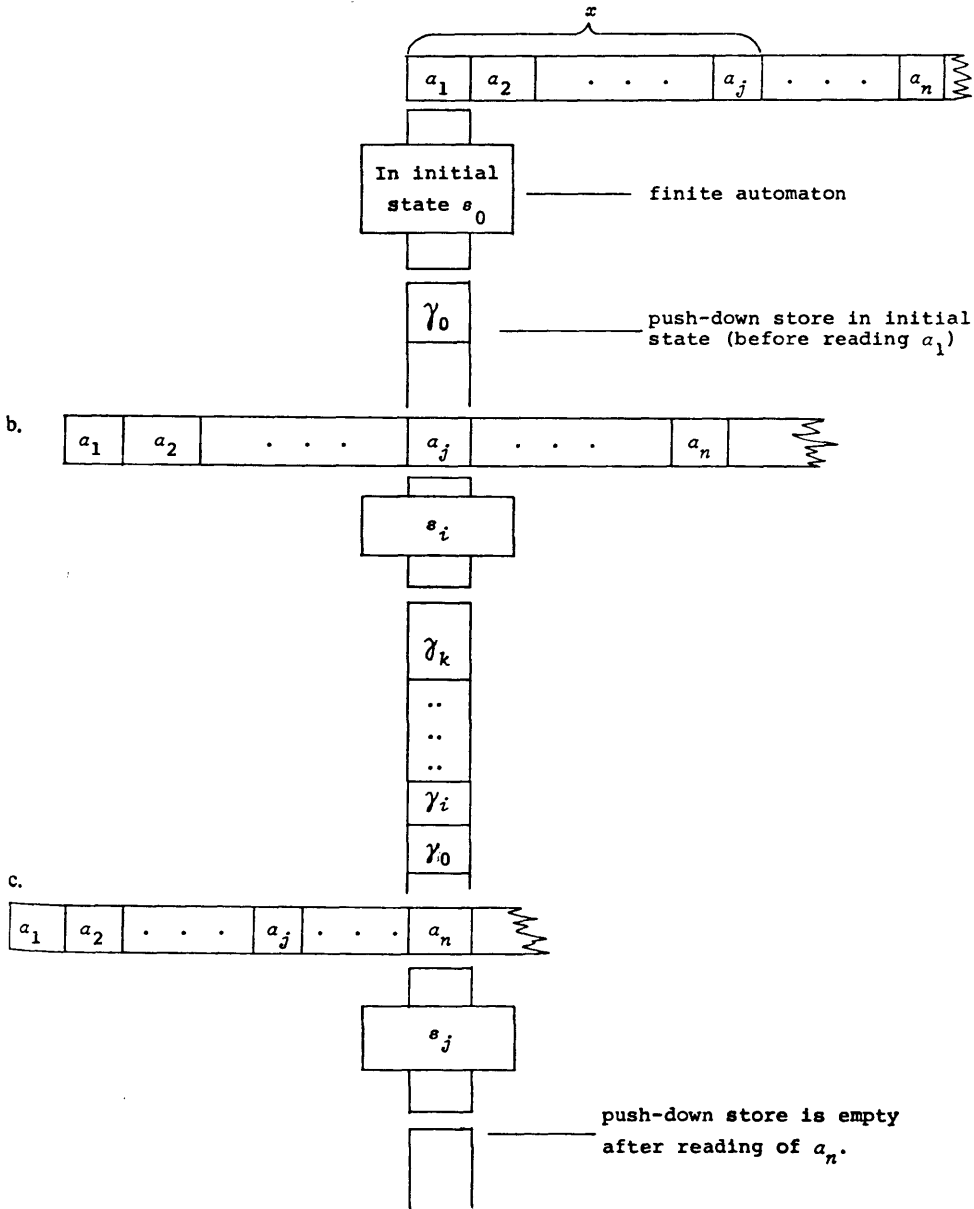 x
a₁ a₂ . . . aⱼ . . . aₙ
In initial
state s₀
finite automaton
γ₀
push-down store in initial
state (before reading a₁)
b.
a₁ a₂ . . . aⱼ . . . aₙ
sᵢ
γₖ
..
..
..
γᵢ
γ₀
c.
a₁ a₂ . . . aⱼ . . . aₙ
sⱼ
push-down store is empty
after reading of aₙ.